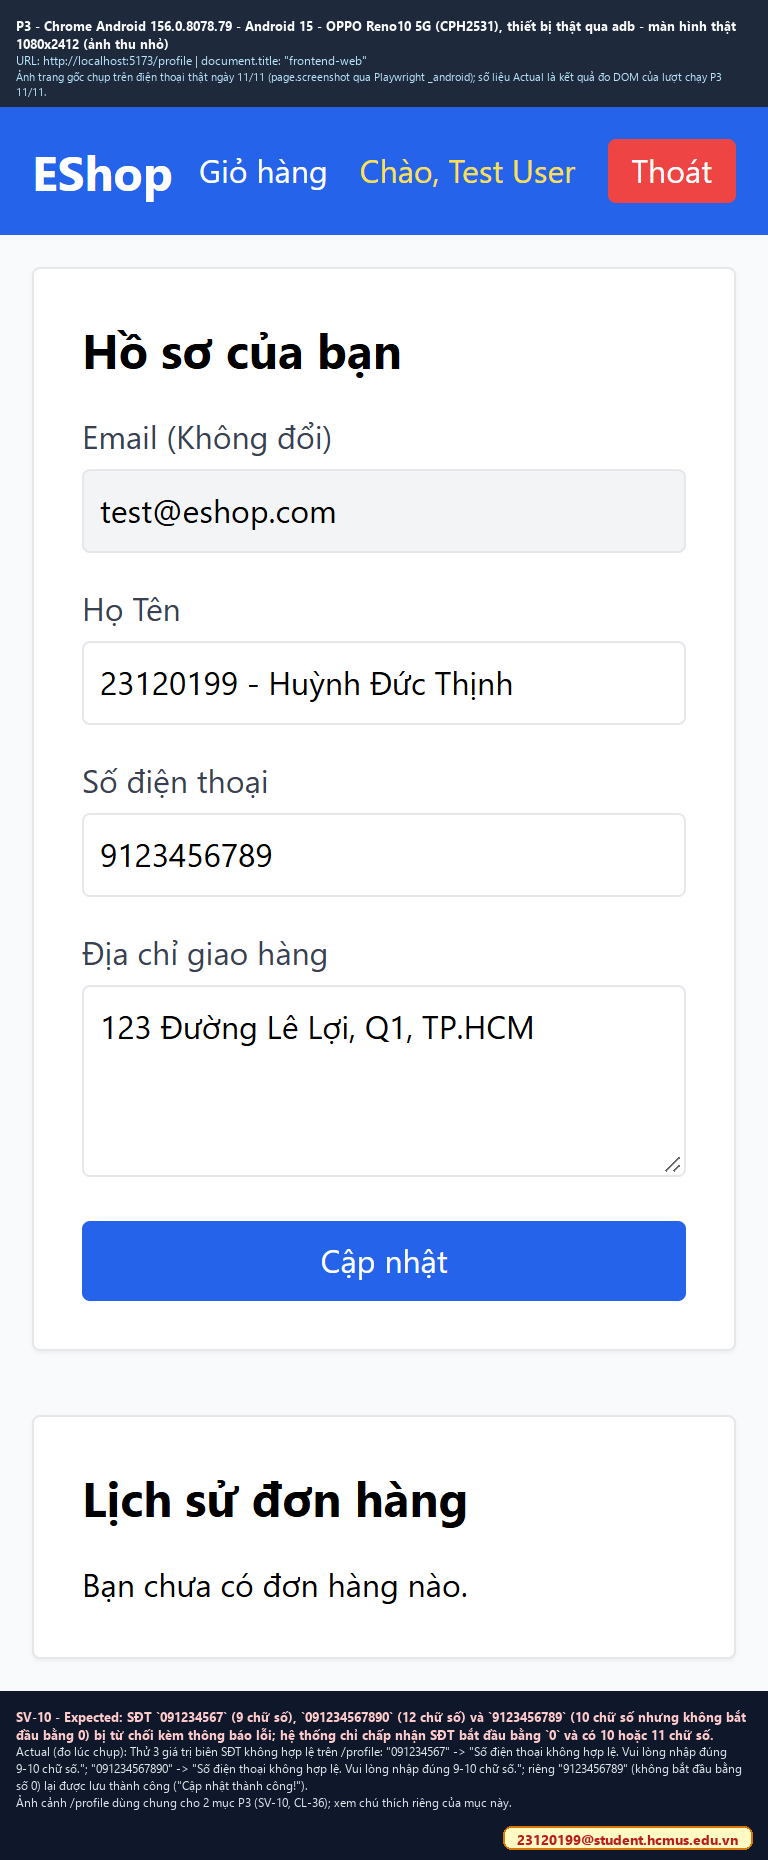 P3 - Chrome Android 156.0.8078.79 - Android 15 - OPPO Reno10 5G (CPH2531), thiết bị thật qua adb - màn hình thật
1080x2412 (ảnh thu nhỏ)
URL: http://localhost:5173/profile | document.title: "frontend-web"
Ảnh trang gốc chụp trên điện thoại thật ngày 11/11 (page.screenshot qua Playwright _android); số liệu Actual là kết quả đo DOM của lượt chạy P3
11/11.
EShop Giỏ hàng Chào, Test User Thoát
Hồ sơ của bạn
Email (Không đổi)
test@eshop.com
Họ Tên
23120199 - Huỳnh Đức Thịnh
Số điện thoại
9123456789
Địa chỉ giao hàng
123 Đường Lê Lợi, Q1, TP.HCM
Cập nhật
Lịch sử đơn hàng
Bạn chưa có đơn hàng nào.
SV-10 - Expected: SĐT `091234567` (9 chữ số), `091234567890` (12 chữ số) và `9123456789` (10 chữ số nhưng không bắt
đầu bằng 0) bị từ chối kèm thông báo lỗi; hệ thống chỉ chấp nhận SĐT bắt đầu bằng `0` và có 10 hoặc 11 chữ số.
Actual (đo lúc chụp): Thử 3 giá trị biên SĐT không hợp lệ trên /profile: "091234567" -> "Số điện thoại không hợp lệ. Vui lòng nhập đúng
9-10 chữ số."; "091234567890" -> "Số điện thoại không hợp lệ. Vui lòng nhập đúng 9-10 chữ số."; riêng "9123456789" (không bắt đầu bằng
số 0) lại được lưu thành công ("Cập nhật thành công!").
Ảnh cảnh /profile dùng chung cho 2 mục P3 (SV-10, CL-36); xem chú thích riêng của mục này.
23120199@student.hcmus.edu.vn